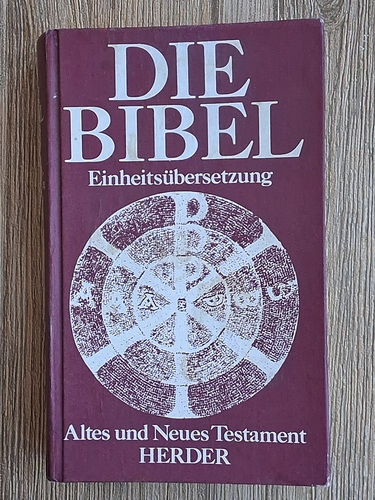 DIE
BIBEL
Einheitsübersetzung
Altes und Neues Testament
HERDER